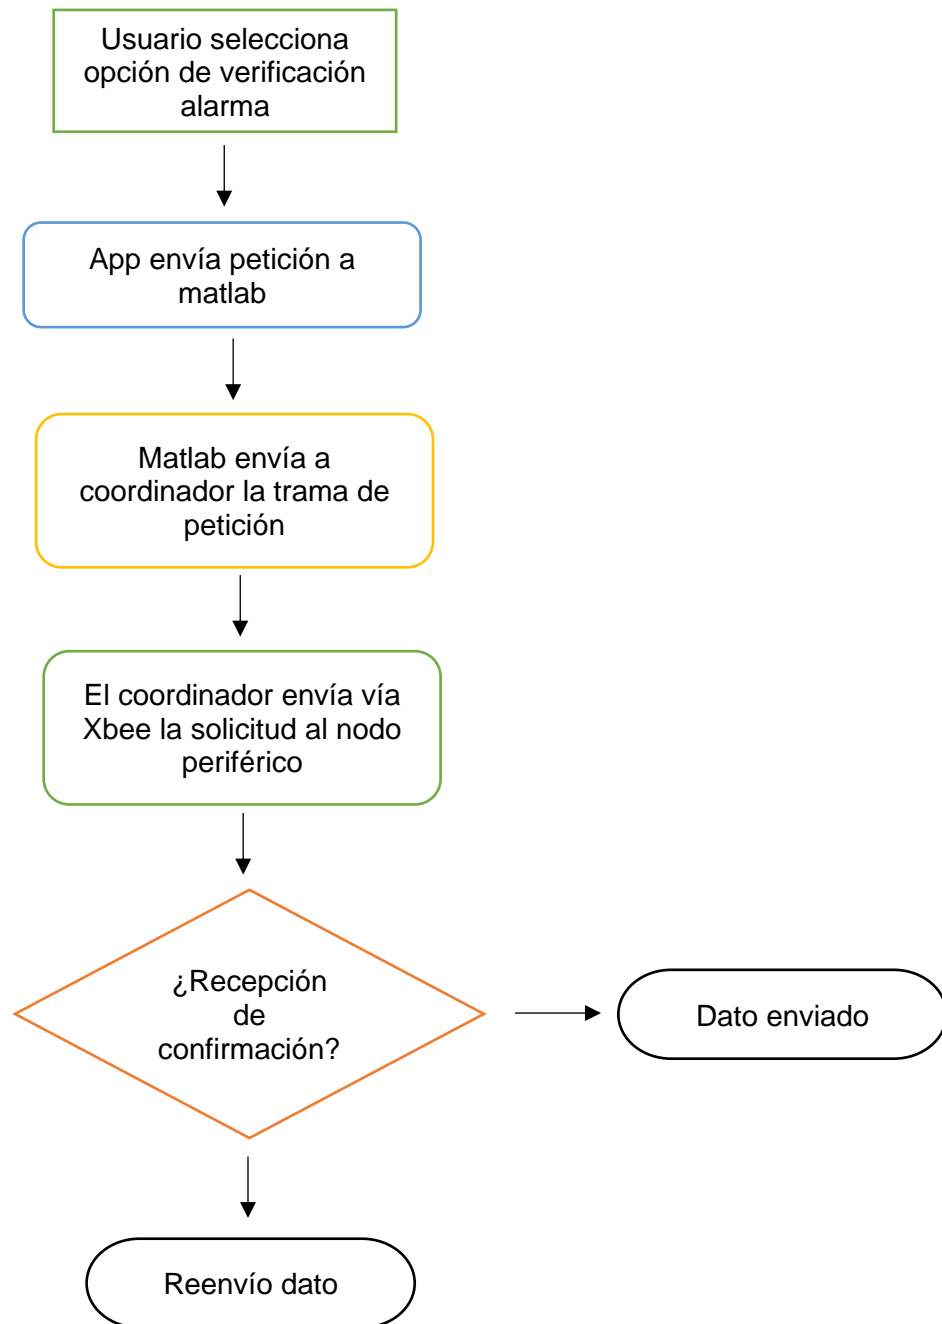 Usuario selecciona
opción de verificación
alarma
App envía petición a
matlab
Matlab envía a
coordinador la trama de
petición
El coordinador envía vía
Xbee la solicitud al nodo
periférico
¿Recepción
de
confirmación?
Dato enviado
Reenvío dato